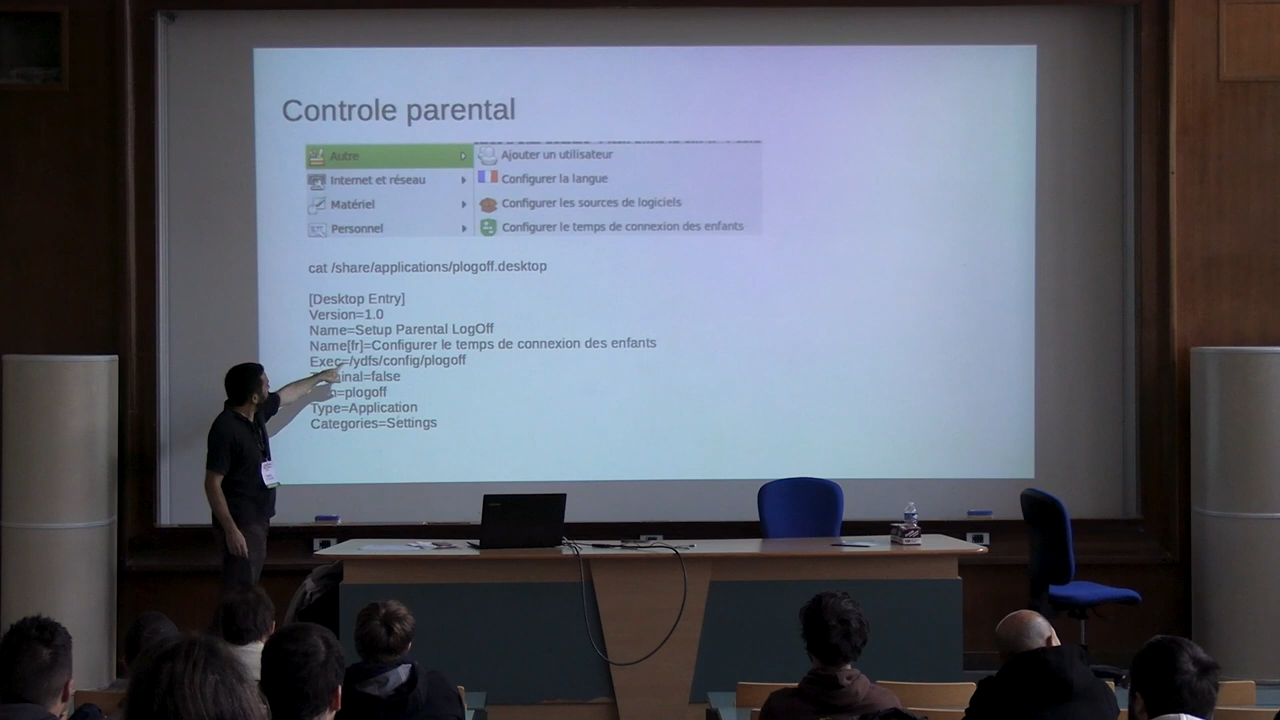 Controle parental
Autre
Ajouter un utilisateur
Internet et réseau
Configurer la langue
Matériel
Configurer les sources de logiciels
Personnel
Configurer le temps de connexion des enfants
cat /share/applications/plogoff.desktop
[Desktop Entry]
Version=1.0
Name=Setup Parental LogOff
Name[fr]=Configurer le temps de connexion des enfants
Exec=/ydfs/config/plogoff
inal=false
=plogoff
Type=Application
Categories=Settings